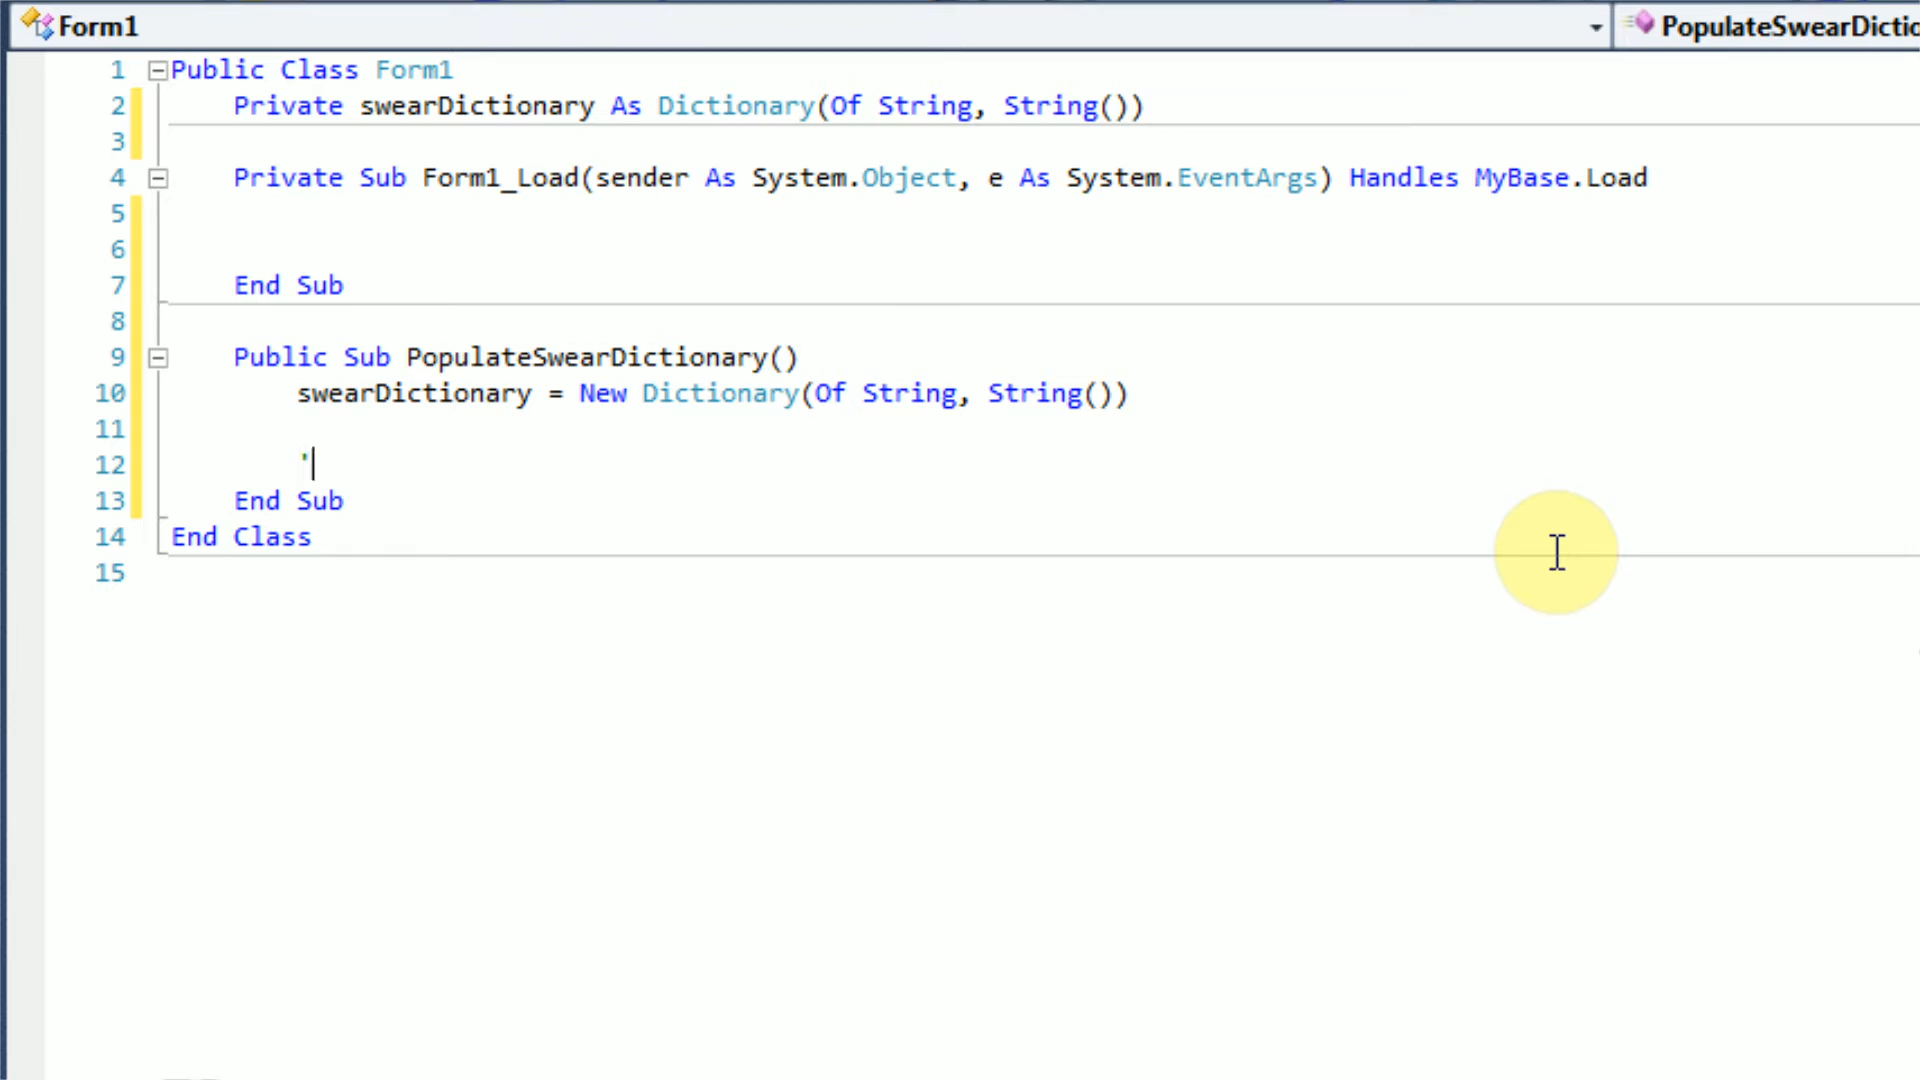 Form1
PopulateSwearDictio
1 Public Class Form1
2 Private swearDictionary As Dictionary(Of String, String())
3
4 Private Sub Form1_Load(sender As System.Object, e As System.EventArgs) Handles MyBase.Load
5
6
7 End Sub
8
9 Public Sub PopulateSwearDictionary()
10 swearDictionary = New Dictionary(Of String, String())
11
12 '
13 End Sub
14 End Class
15